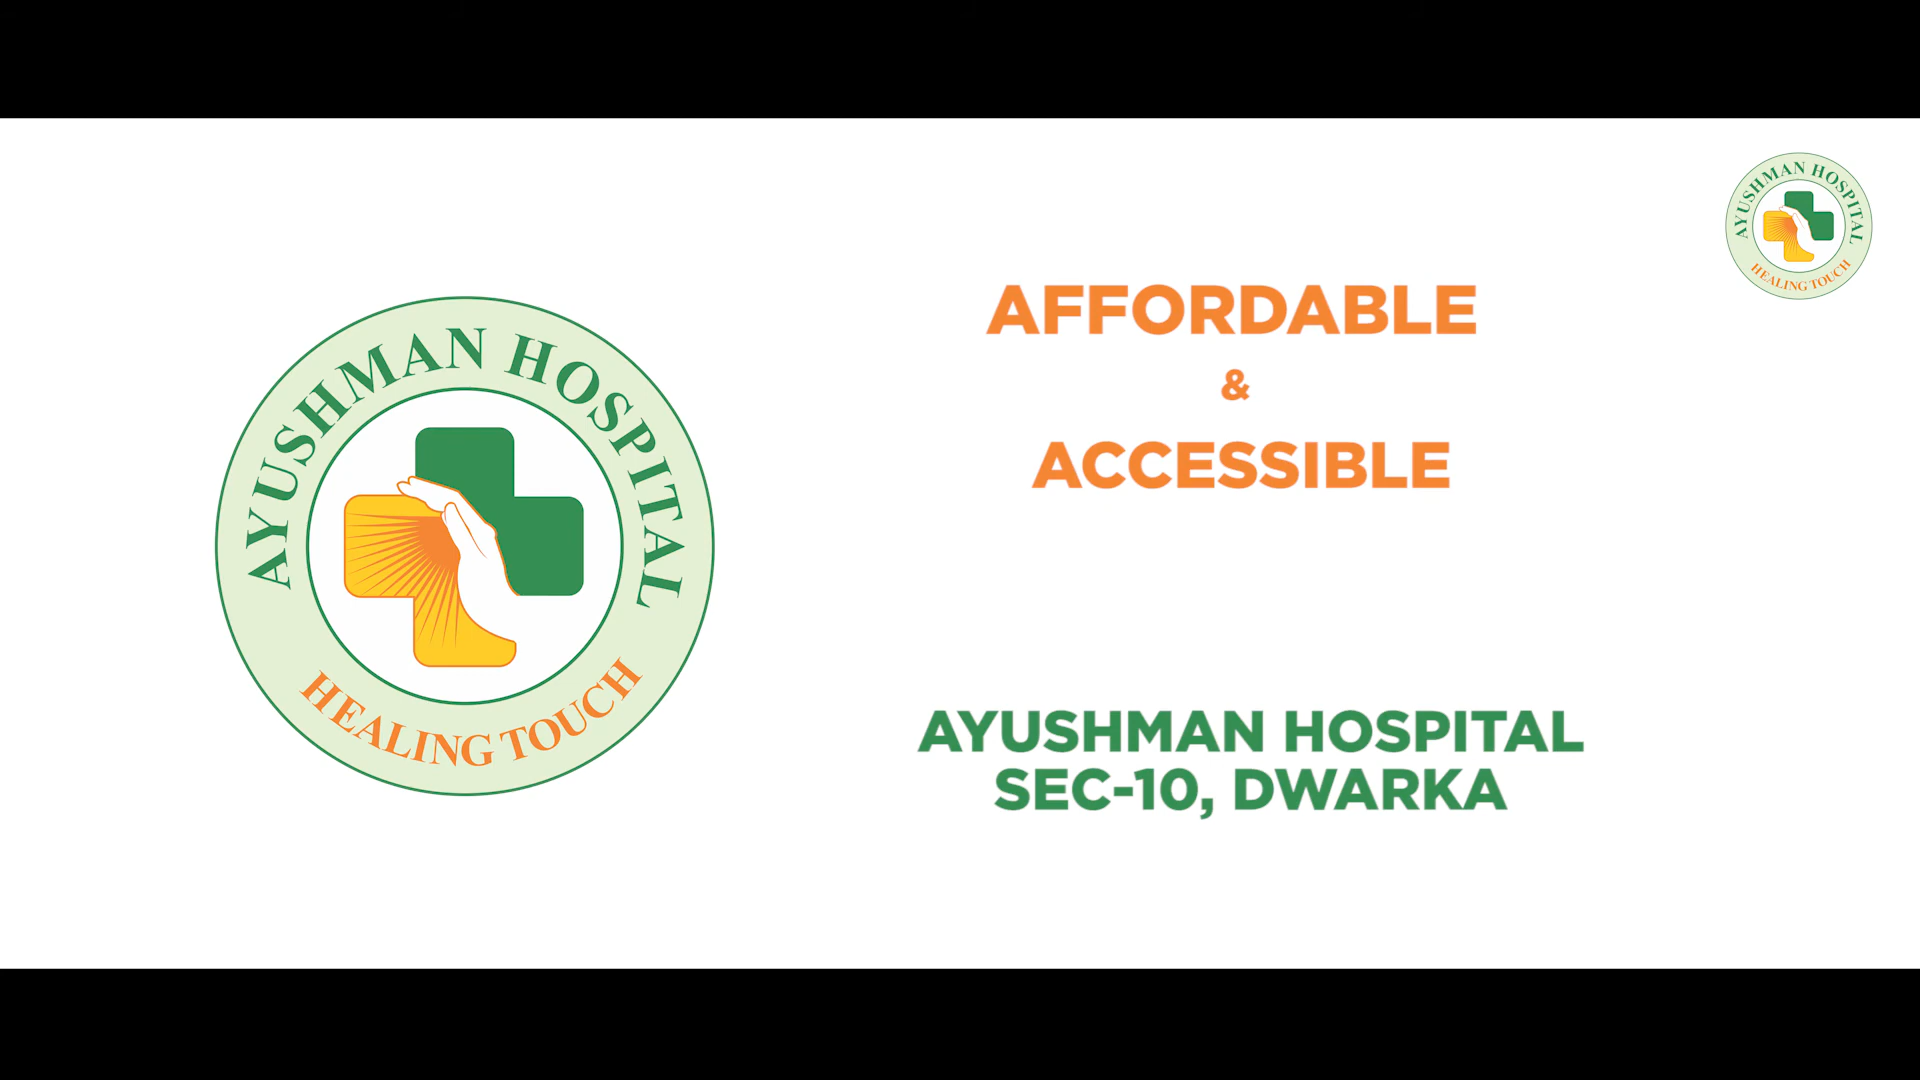 AYUSHMAN HOSPITAL
HEALING TOUCH
AFFORDABLE
&
ACCESSIBLE
AYUSHMAN HOSPITAL
SEC-10, DWARKA
AYUSHMAN HOSPITAL
HEALING TOUCH